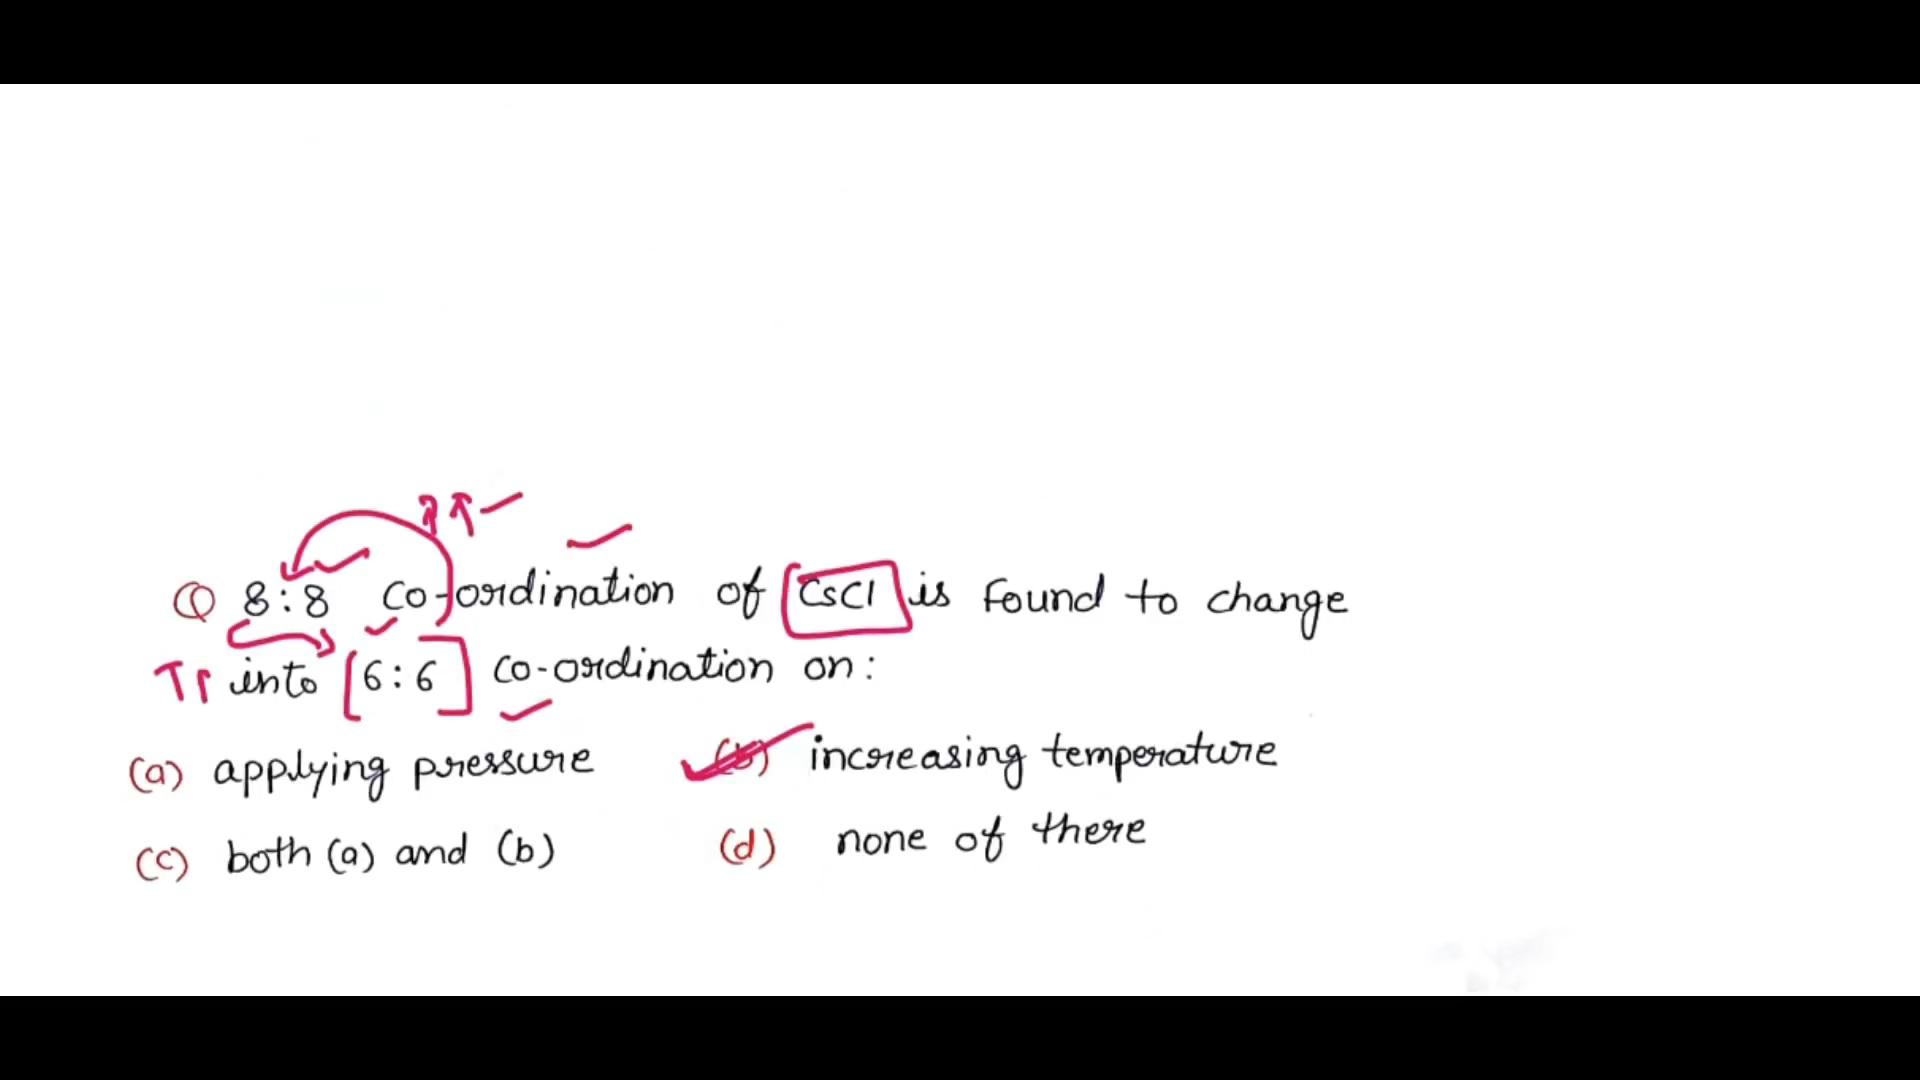 Q 8:8 co-ordination of CsCl is found to change
T↑ into [6:6] co-ordination on:
(a) applying pressure (b) increasing temperature
(c) both (a) and (b) (d) none of there